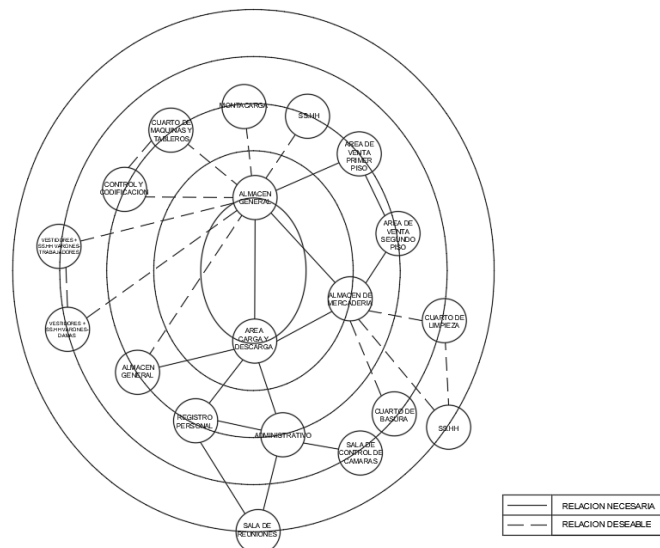 MONTACARGA
SS.HH
CUARTO DE
MAQUINAS Y
TABLEROS
AREA DE
VENTA
PRIMER
PISO
CONTROL Y
CODIFICACION
ALMACEN
GENERAL
AREA DE
VENTA
SEGUNDO
PISO
VESTIDORES +
SS.HH VARONES-
TRABAJADORES
ALMACEN DE
MERCADERIA
VESTIDORES +
SS.HH VARONES-
DAMAS
CUARTO DE
LIMPIEZA
AREA
CARGA Y
DESCARGA
ALMACEN
GENERAL
REGISTRO
PERSONAL
CUARTO DE
BASURA
SS.HH
ADMINISTRATIVO
SALA DE
CONTROL DE
CAMARAS
SALA DE
REUNIONES
RELACION NECESARIA
RELACION DESEABLE